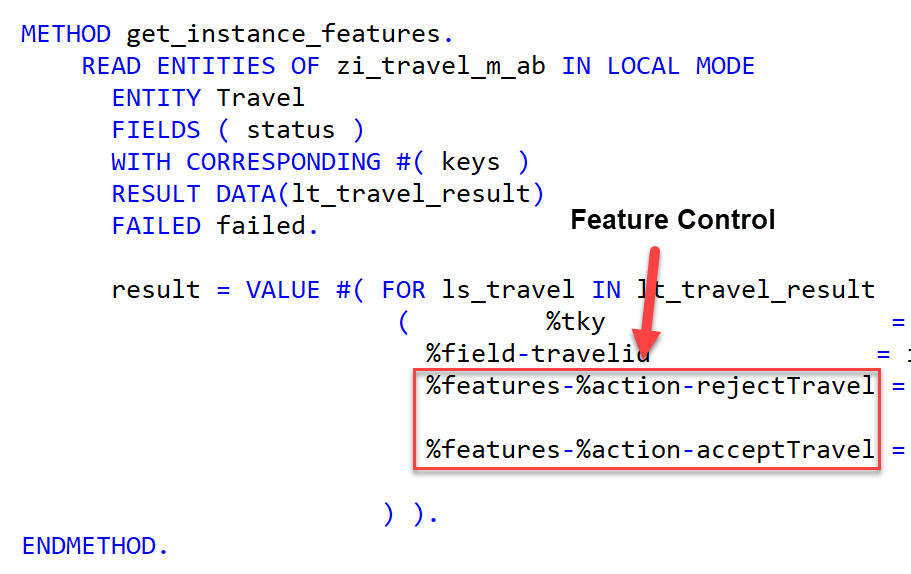 METHOD get_instance_features.
READ ENTITIES OF zi_travel_m_ab IN LOCAL MODE
ENTITY Travel
FIELDS ( status )
WITH CORRESPONDING #( keys )
RESULT DATA(lt_travel_result)
FAILED failed.
Feature Control
result = VALUE #( FOR ls_travel IN lt_travel_result
( %tky =
%field-travelid =
%features-%action-rejectTravel =
%features-%action-acceptTravel =
) ).
ENDMETHOD.